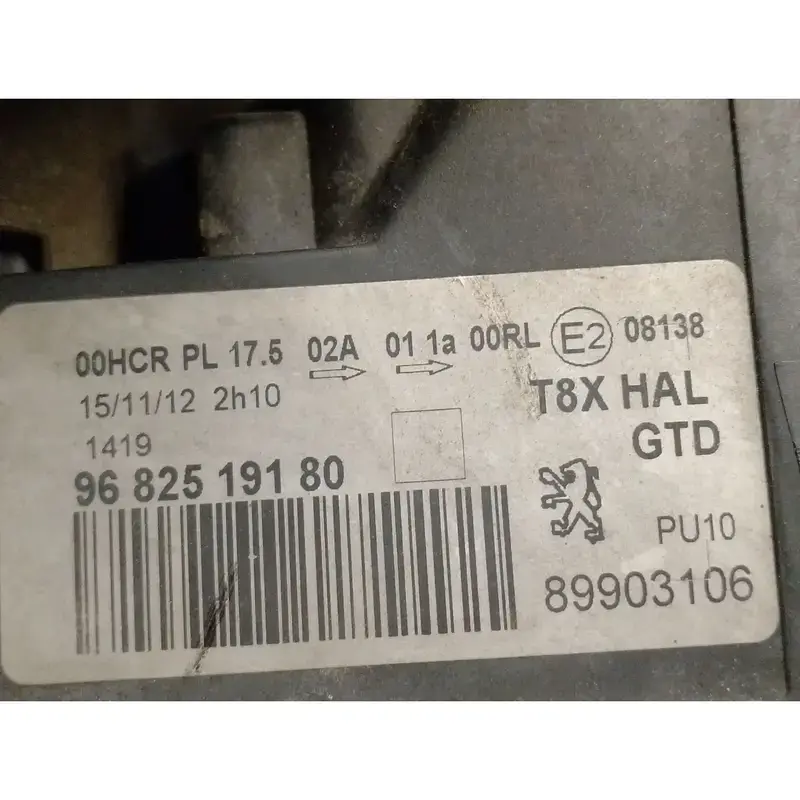 00HCR PL 17.5 02A 01 1a 00RL E2 08138
15/11/12 2h10
T8X HAL
1419
GTD
96 825 191 80
PU10
89903106